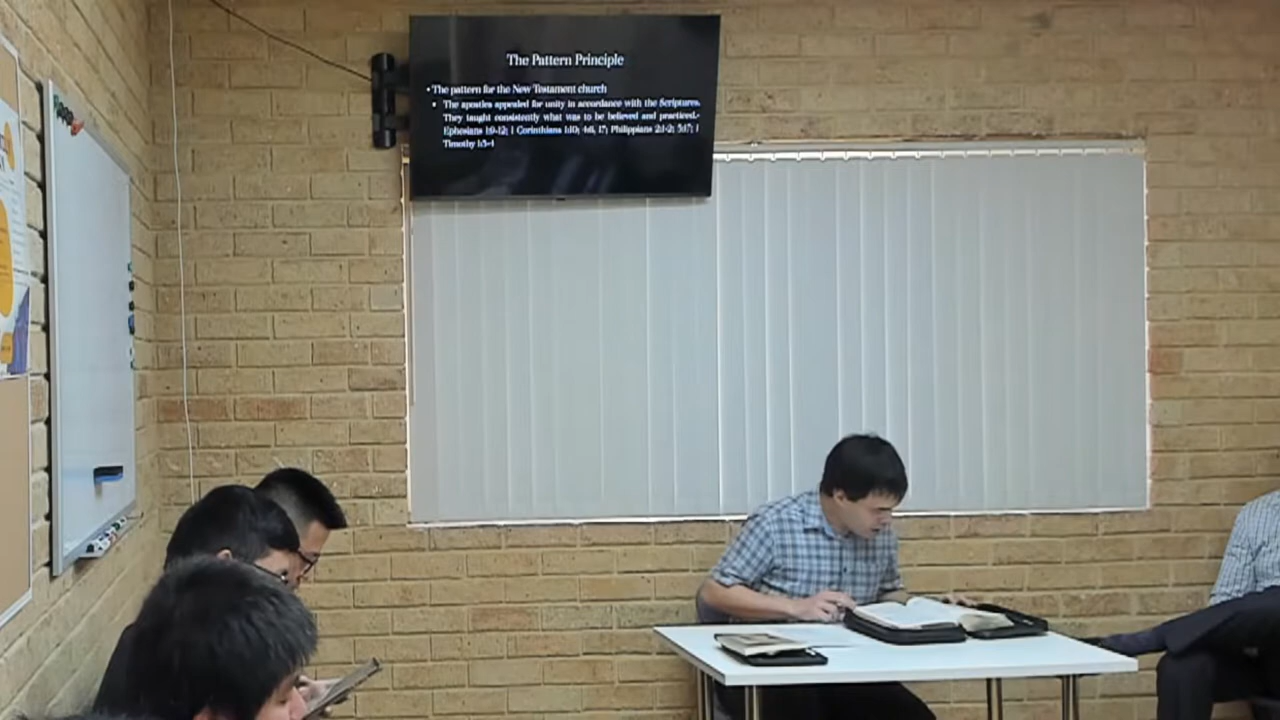 The Pattern Principle
• The pattern for the New Testament church
• The apostles appealed for unity in accordance with the Scriptures.
They taught consistently what was to be believed and practiced.-
Ephesians 1:9-12; 1 Corinthians 1:10; 4:6, 17; Philippians 2:1-2; 3:17; 1
Timothy 1:3-4